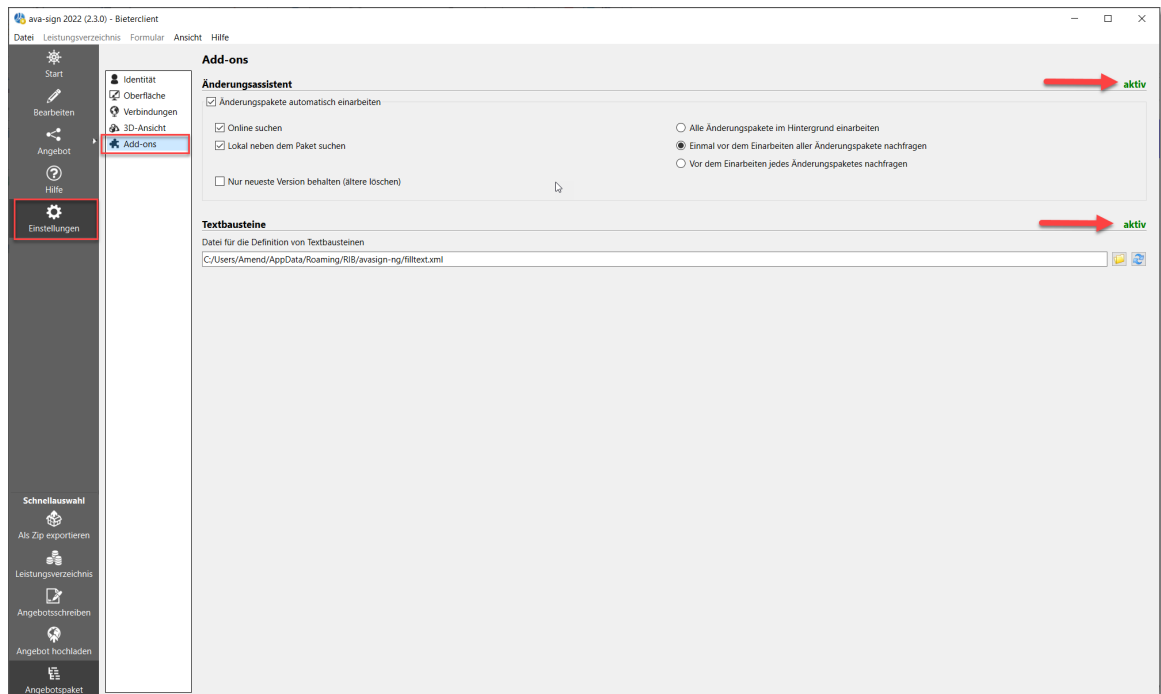 ava-sign 2022 (2.3.0) - Bieterclient
Datei Leistungsverzeichnis Formular Ansicht Hilfe
Start
Bearbeiten
Angebot
Hilfe
Einstellungen
Schnellauswahl
Als Zip exportieren
Leistungsverzeichnis
Angebotsschreiben
Angebot hochladen
Angebotspaket
Identität
Oberfläche
Verbindungen
3D-Ansicht
Add-ons
Add-ons
Änderungsassistent aktiv
Änderungspakete automatisch einarbeiten
Online suchen
Lokal neben dem Paket suchen
Nur neueste Version behalten (ältere löschen)
Alle Änderungspakete im Hintergrund einarbeiten
Einmal vor dem Einarbeiten aller Änderungspakete nachfragen
Vor dem Einarbeiten jedes Änderungspaketes nachfragen
Textbausteine aktiv
Datei für die Definition von Textbausteinen
C:/Users/Amend/AppData/Roaming/RIB/avasign-ng/filltext.xml